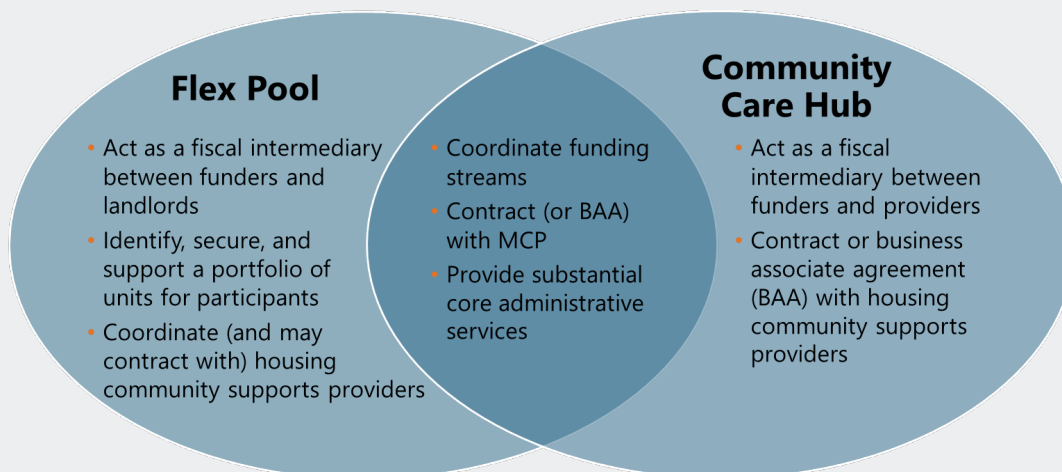 Flex Pool
• Act as a fiscal intermediary
between funders and
landlords
• Identify, secure, and
support a portfolio of
units for participants
• Coordinate (and may
contract with) housing
community supports providers
• Coordinate funding
streams
• Contract (or BAA)
with MCP
• Provide substantial
core administrative
services
Community
Care Hub
• Act as a fiscal
intermediary between
funders and providers
• Contract or business
associate agreement
(BAA) with housing
community supports
providers